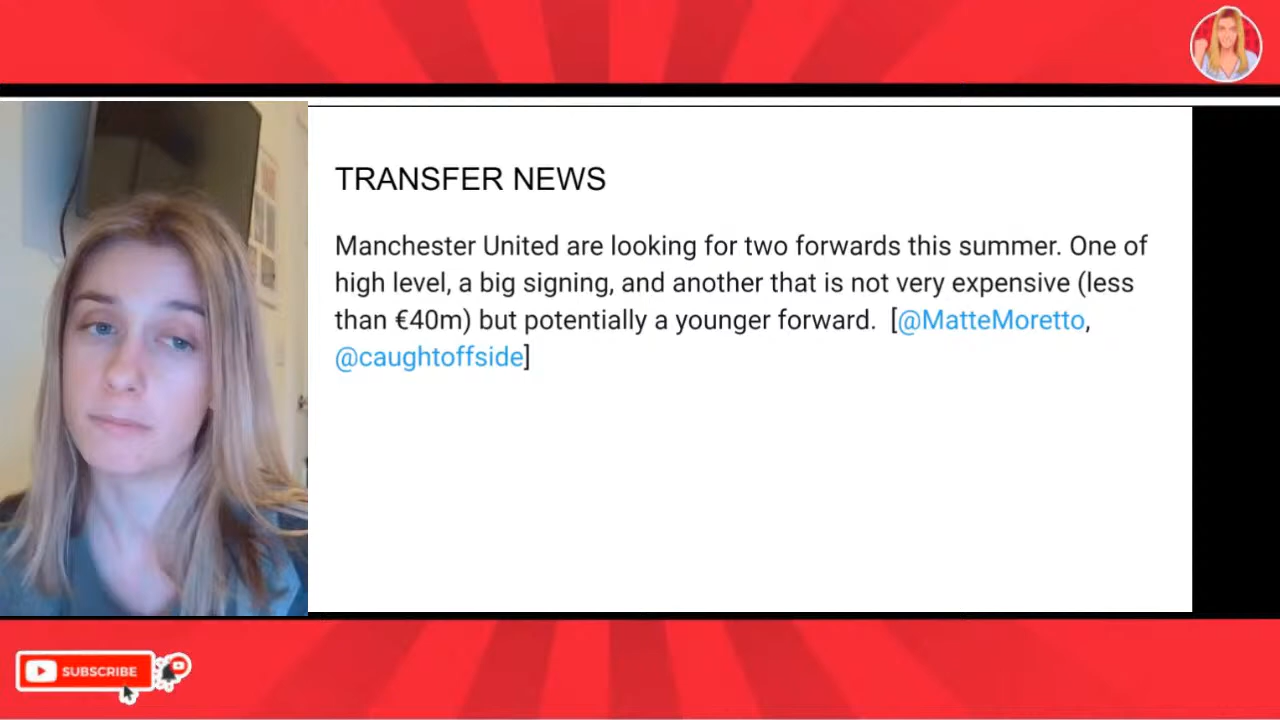 TRANSFER NEWS
Manchester United are looking for two forwards this summer. One of
high level, a big signing, and another that is not very expensive (less
than €40m) but potentially a younger forward.  [@MatteMoretto,
@caughtoffside]
SUBSCRIBE